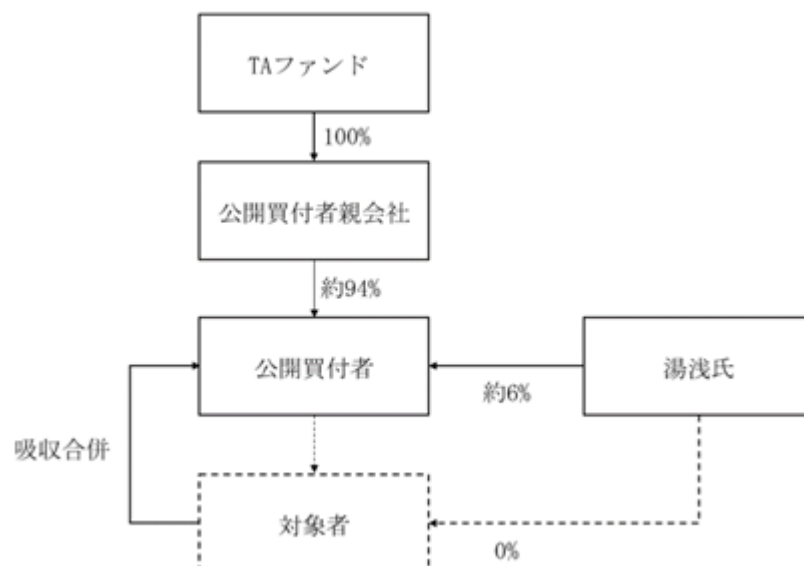 TAファンド
100%
公開買付者親会社
約94%
公開買付者
湯浅氏
約6%
吸収合併
対象者
0%